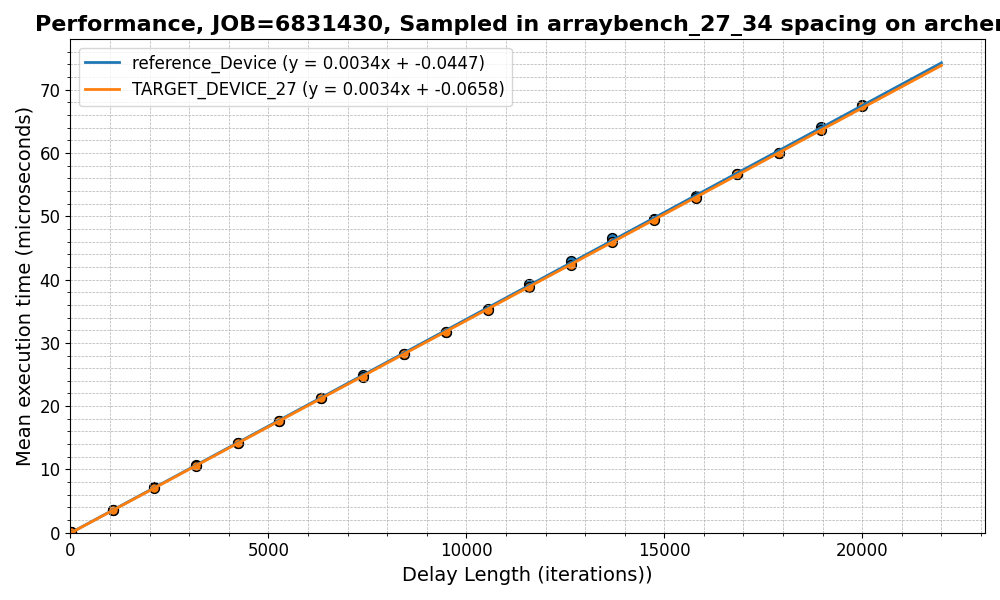 Performance, JOB=6831430, Sampled in arraybench_27_34 spacing on archer
reference_Device (y = 0.0034x + -0.0447)
TARGET_DEVICE_27 (y = 0.0034x + -0.0658)
Mean execution time (microseconds)
70
60
50
40
30
20
10
0
0 5000 10000 15000 20000
Delay Length (iterations))